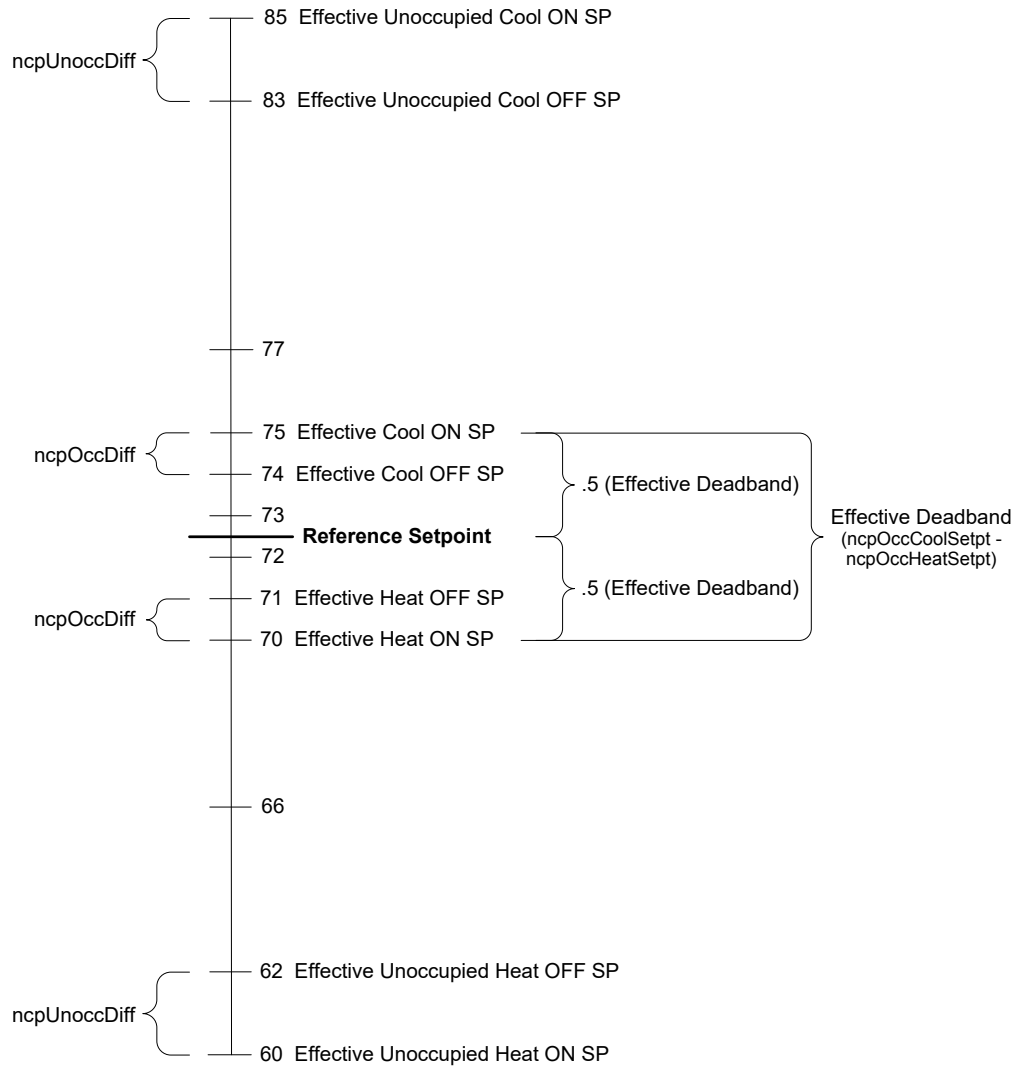 85 Effective Unoccupied Cool ON SP
ncpUnoccDiff
83 Effective Unoccupied Cool OFF SP
77
75 Effective Cool ON SP
ncpOccDiff
74 Effective Cool OFF SP
.5 (Effective Deadband)
73
Reference Setpoint
Effective Deadband
(ncpOccCoolSetpt -
ncpOccHeatSetpt)
72
71 Effective Heat OFF SP
.5 (Effective Deadband)
ncpOccDiff
70 Effective Heat ON SP
66
62 Effective Unoccupied Heat OFF SP
ncpUnoccDiff
60 Effective Unoccupied Heat ON SP